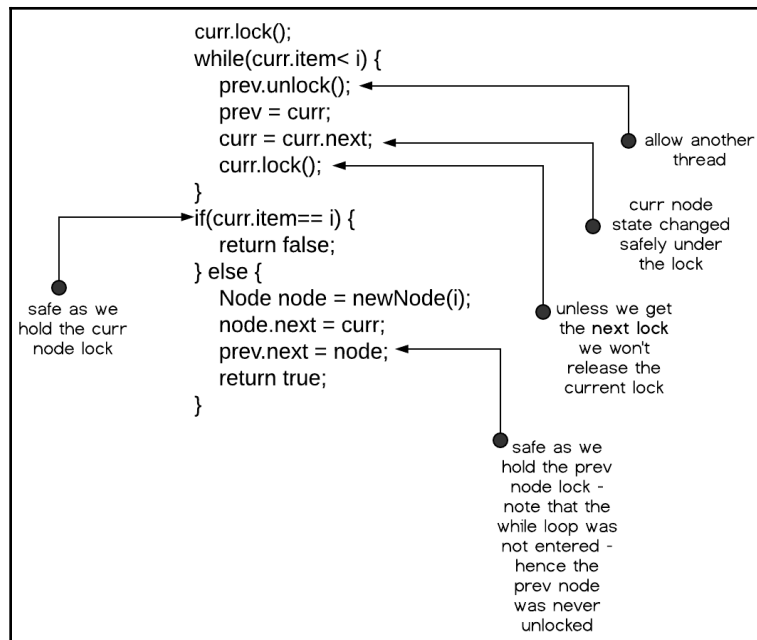 curr.lock();
while(curr.item< i) {
prev.unlock();
prev = curr;
curr = curr.next;
curr.lock();
}
if(curr.item== i) {
return false;
} else {
Node node = newNode(i);
node.next = curr;
prev.next = node;
return true;
}
allow another
thread
curr node
state changed
safely under
the lock
unless we get
the next lock
we won't
release the
current lock
safe as we
hold the curr
node lock
safe as we
hold the prev
node lock -
note that the
while loop was
not entered -
hence the
prev node
was never
unlocked